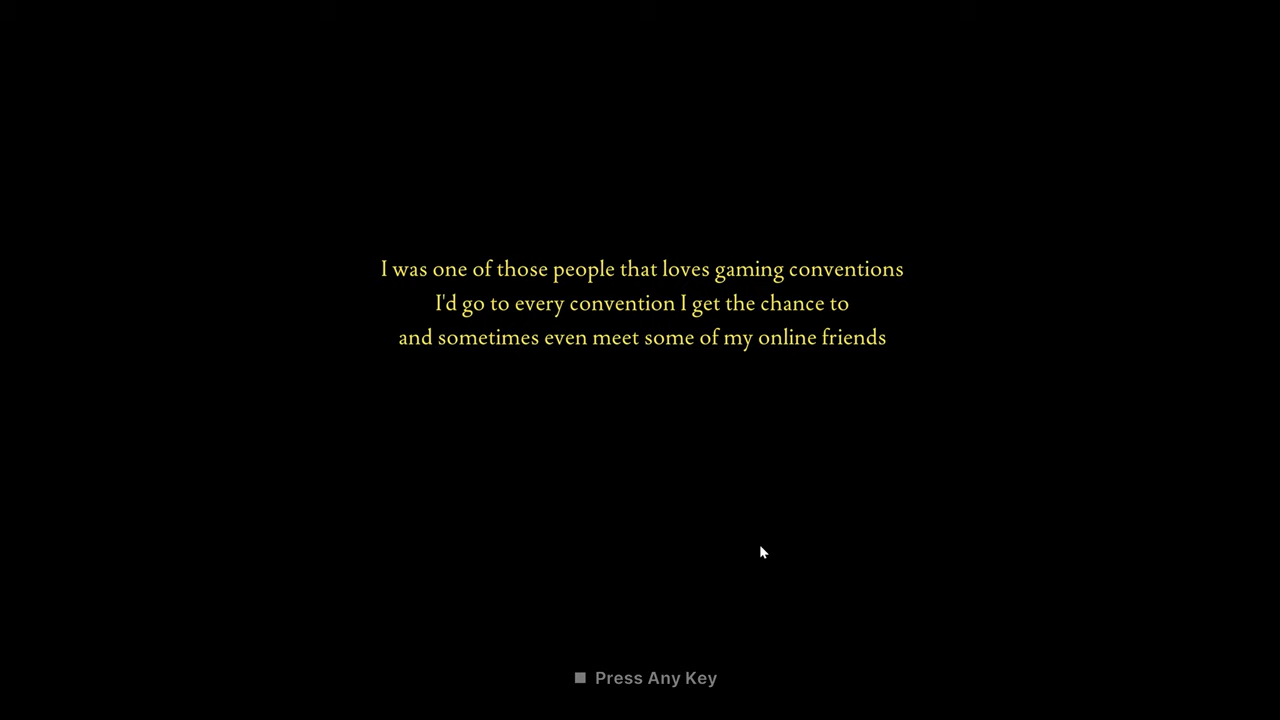 I was one of those people that loves gaming conventions
I'd go to every convention I get the chance to
and sometimes even meet some of my online friends
Press Any Key